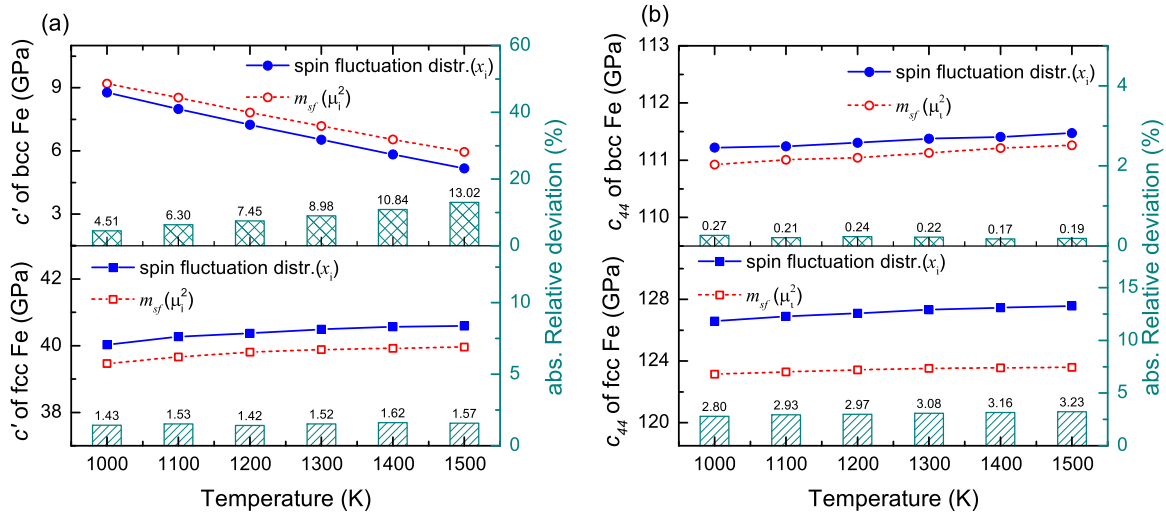 (a)
c' of bcc Fe (GPa)
9
6
3
spin fluctuation distr.(xᵢ)
m_sf (μᵢ²)
4.51
6.30
7.45
8.98
10.84
13.02
60
40
20
0
c' of fcc Fe (GPa)
42
40
38
spin fluctuation distr.(xᵢ)
m_sf (μᵢ²)
1.43
1.53
1.42
1.52
1.62
1.57
10
5
0
abs. Relative deviation (%)
1000 1100 1200 1300 1400 1500
Temperature (K)
(b)
c₄₄ of bcc Fe (GPa)
113
112
111
110
spin fluctuation distr.(xᵢ)
m_sf (μᵢ²)
0.27
0.21
0.24
0.22
0.17
0.19
4
2
0
c₄₄ of fcc Fe (GPa)
128
124
120
spin fluctuation distr.(xᵢ)
m_sf (μᵢ²)
2.80
2.93
2.97
3.08
3.16
3.23
15
10
5
0
abs. Relative deviation (%)
1000 1100 1200 1300 1400 1500
Temperature (K)